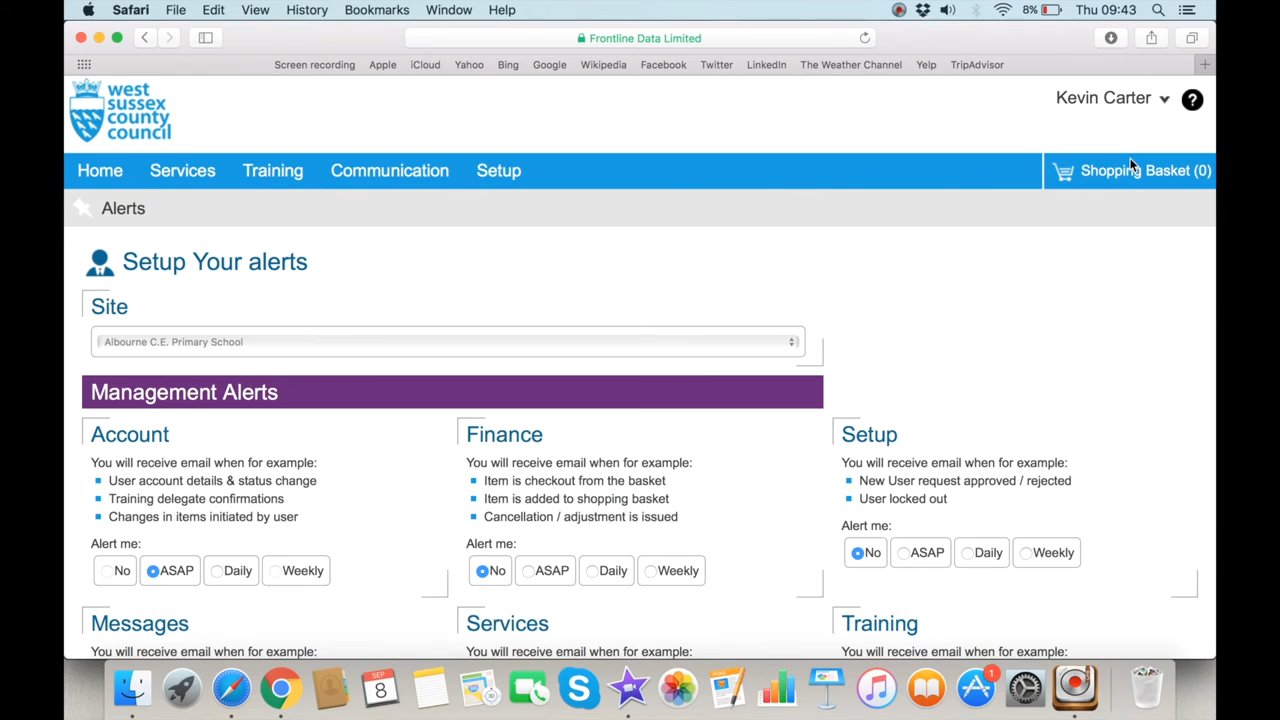 Safari File Edit View History Bookmarks Window Help 8% Thu 09:43
Frontline Data Limited
Screen recording Apple iCloud Yahoo Bing Google Wikipedia Facebook Twitter LinkedIn The Weather Channel Yelp TripAdvisor
west
sussex
county
council
Kevin Carter ?
Home Services Training Communication Setup Shopping Basket (0)
Alerts
Setup Your alerts
Site
Albourne C.E. Primary School
Management Alerts
Account
You will receive email when for example:
User account details & status change
Training delegate confirmations
Changes in items initiated by user
Alert me:
No ASAP Daily Weekly
Finance
You will receive email when for example:
Item is checkout from the basket
Item is added to shopping basket
Cancellation / adjustment is issued
Alert me:
No ASAP Daily Weekly
Setup
You will receive email when for example:
New User request approved / rejected
User locked out
Alert me:
No ASAP Daily Weekly
Messages
You will receive email when for example:
Services
You will receive email when for example:
Training
You will receive email when for example:
SEP
8
1